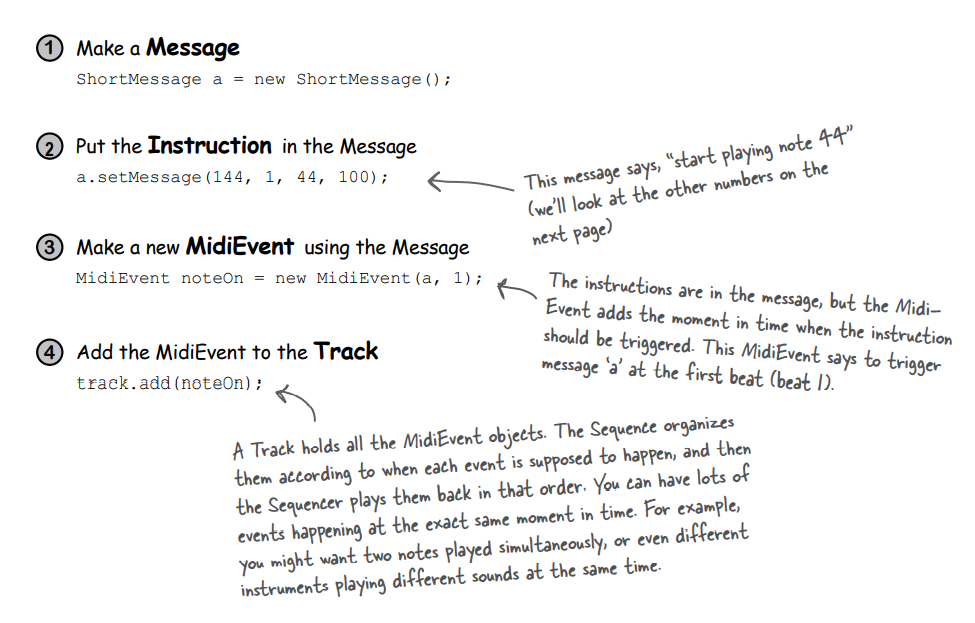 1 Make a Message
ShortMessage a = new ShortMessage();
2 Put the Instruction in the Message
a.setMessage(144, 1, 44, 100);
This message says, "start playing note 44"
(we'll look at the other numbers on the
next page)
3 Make a new MidiEvent using the Message
MidiEvent noteOn = new MidiEvent(a, 1);
The instructions are in the message, but the Midi-
Event adds the moment in time when the instruction
should be triggered. This MidiEvent says to trigger
message 'a' at the first beat (beat 1).
4 Add the MidiEvent to the Track
track.add(noteOn);
A Track holds all the MidiEvent objects. The Sequence organizes
them according to when each event is supposed to happen, and then
the Sequencer plays them back in that order. You can have lots of
events happening at the exact same moment in time. For example,
you might want two notes played simultaneously, or even different
instruments playing different sounds at the same time.